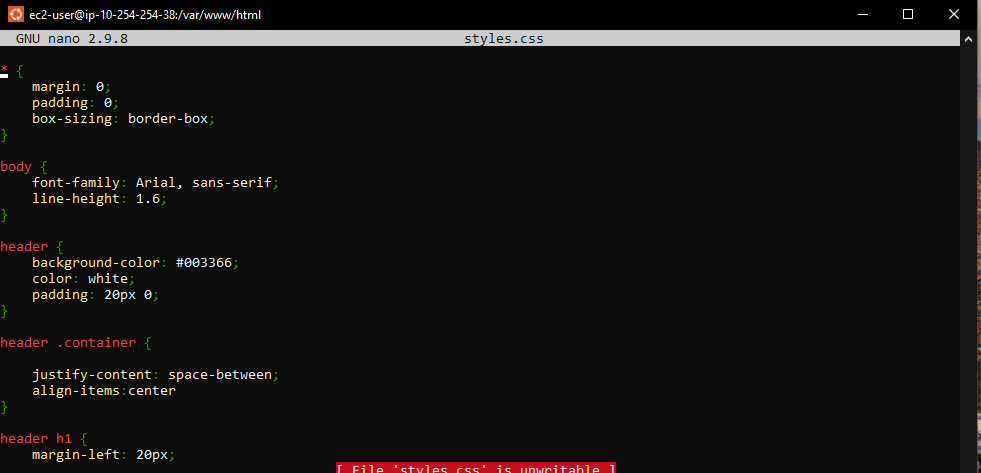 ec2-user@ip-10-254-254-38:/var/www/html
GNU nano 2.9.8 styles.css
* {
margin: 0;
padding: 0;
box-sizing: border-box;
}
body {
font-family: Arial, sans-serif;
line-height: 1.6;
}
header {
background-color: #003366;
color: white;
padding: 20px 0;
}
header .container {
justify-content: space-between;
align-items:center
}
header h1 {
margin-left: 20px;
[ File 'styles.css' is unwritable ]